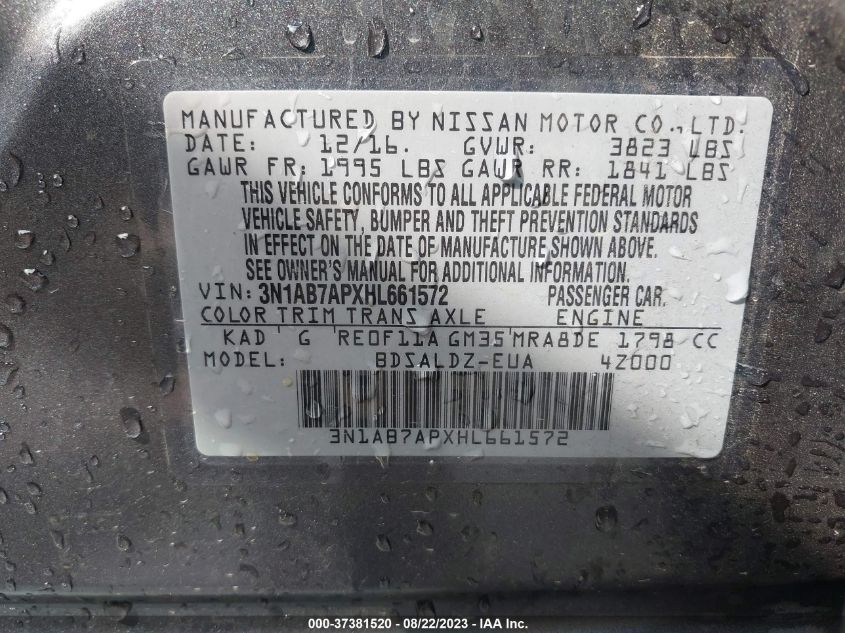 MANUFACTURED BY NISSAN MOTOR CO., LTD.
DATE: 12/16. GVWR: 3823 LBS
GAWR FR: 1995 LBS GAWR RR: 1841 LBS
THIS VEHICLE CONFORMS TO ALL APPLICABLE FEDERAL MOTOR
VEHICLE SAFETY, BUMPER AND THEFT PREVENTION STANDARDS
IN EFFECT ON THE DATE OF MANUFACTURE SHOWN ABOVE.
SEE OWNER'S MANUAL FOR ADDITIONAL INFORMATION.
VIN: 3N1AB7APXHL661572 PASSENGER CAR.
COLOR TRIM TRANS AXLE ENGINE
KAD G RE0F11A GM35 MRA8DE 1798 CC
MODEL: BDSALDZ-EUA 4Z000
3N1AB7APXHL661572
000-37381520 - 08/22/2023 - IAAI.com